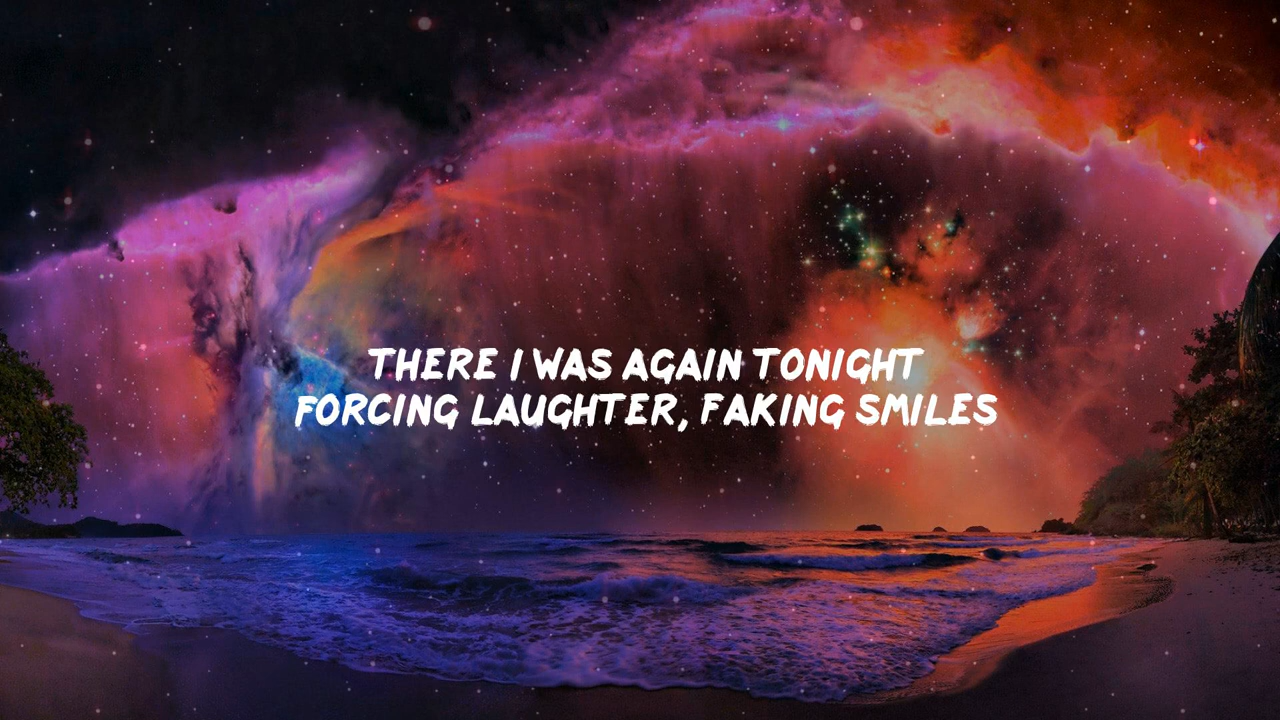 THERE I WAS AGAIN TONIGHT
FORCING LAUGHTER, FAKING SMILES